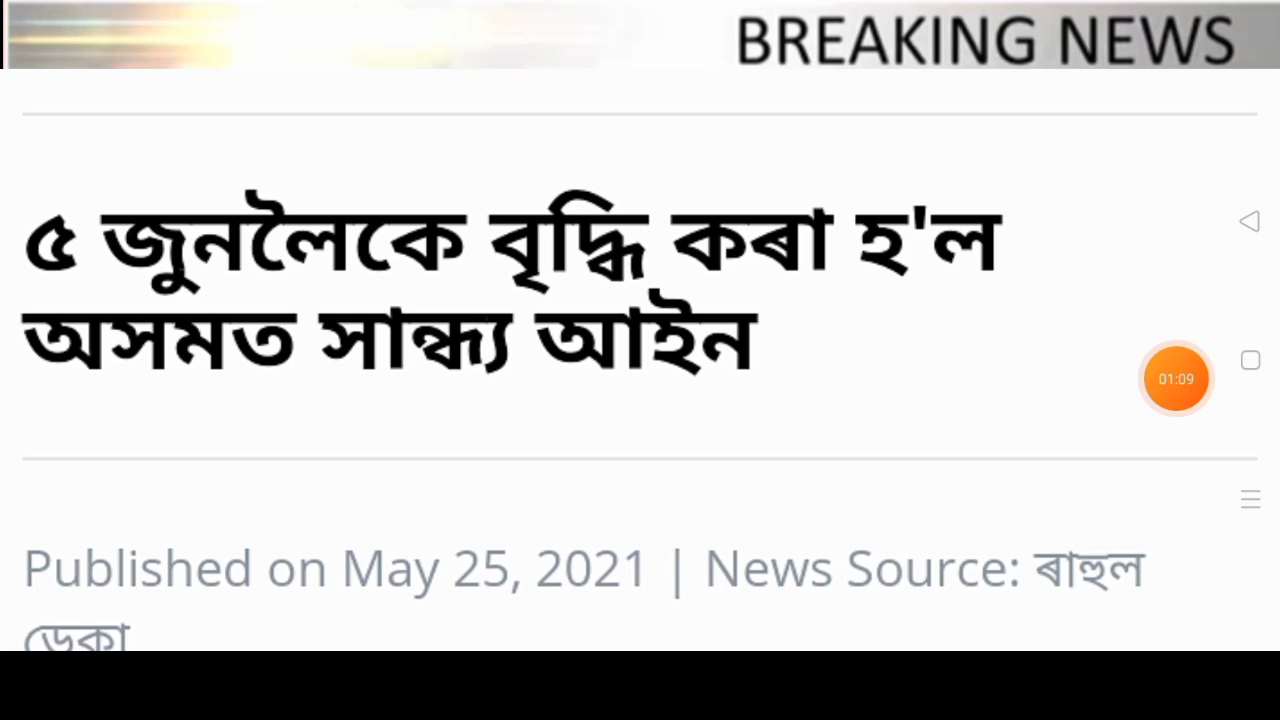 BREAKING NEWS
৫ জুনলৈকে বৃদ্ধি কৰা হ'ল
অসমত সান্ধ্য আইন
01:09
Published on May 25, 2021 | News Source: ৰাহুল
ডেকা